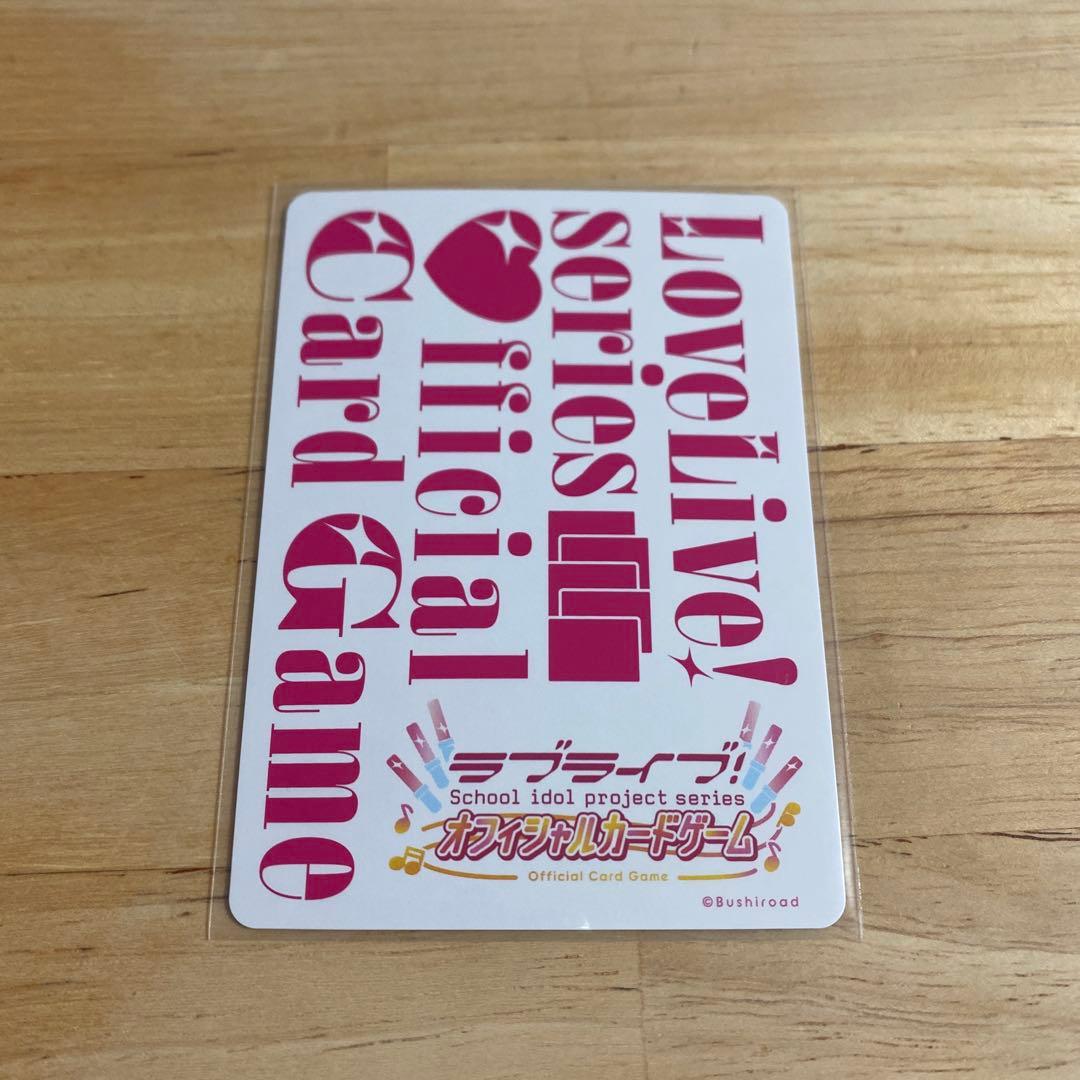 LoveLive!
series
♥fficial
Card Game
ラブライブ!
School idol project series
オフィシャルカードゲーム
Official Card Game
©Bushiroad